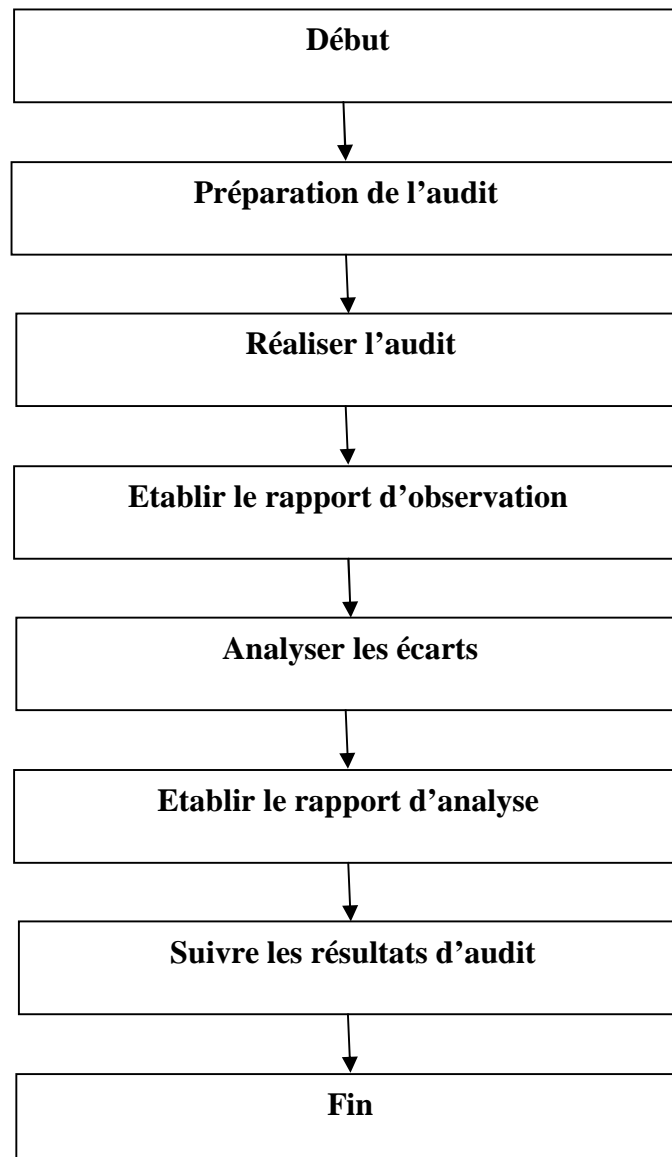 Début
Préparation de l’audit
Réaliser l’audit
Etablir le rapport d’observation
Analyser les écarts
Etablir le rapport d’analyse
Suivre les résultats d’audit
Fin